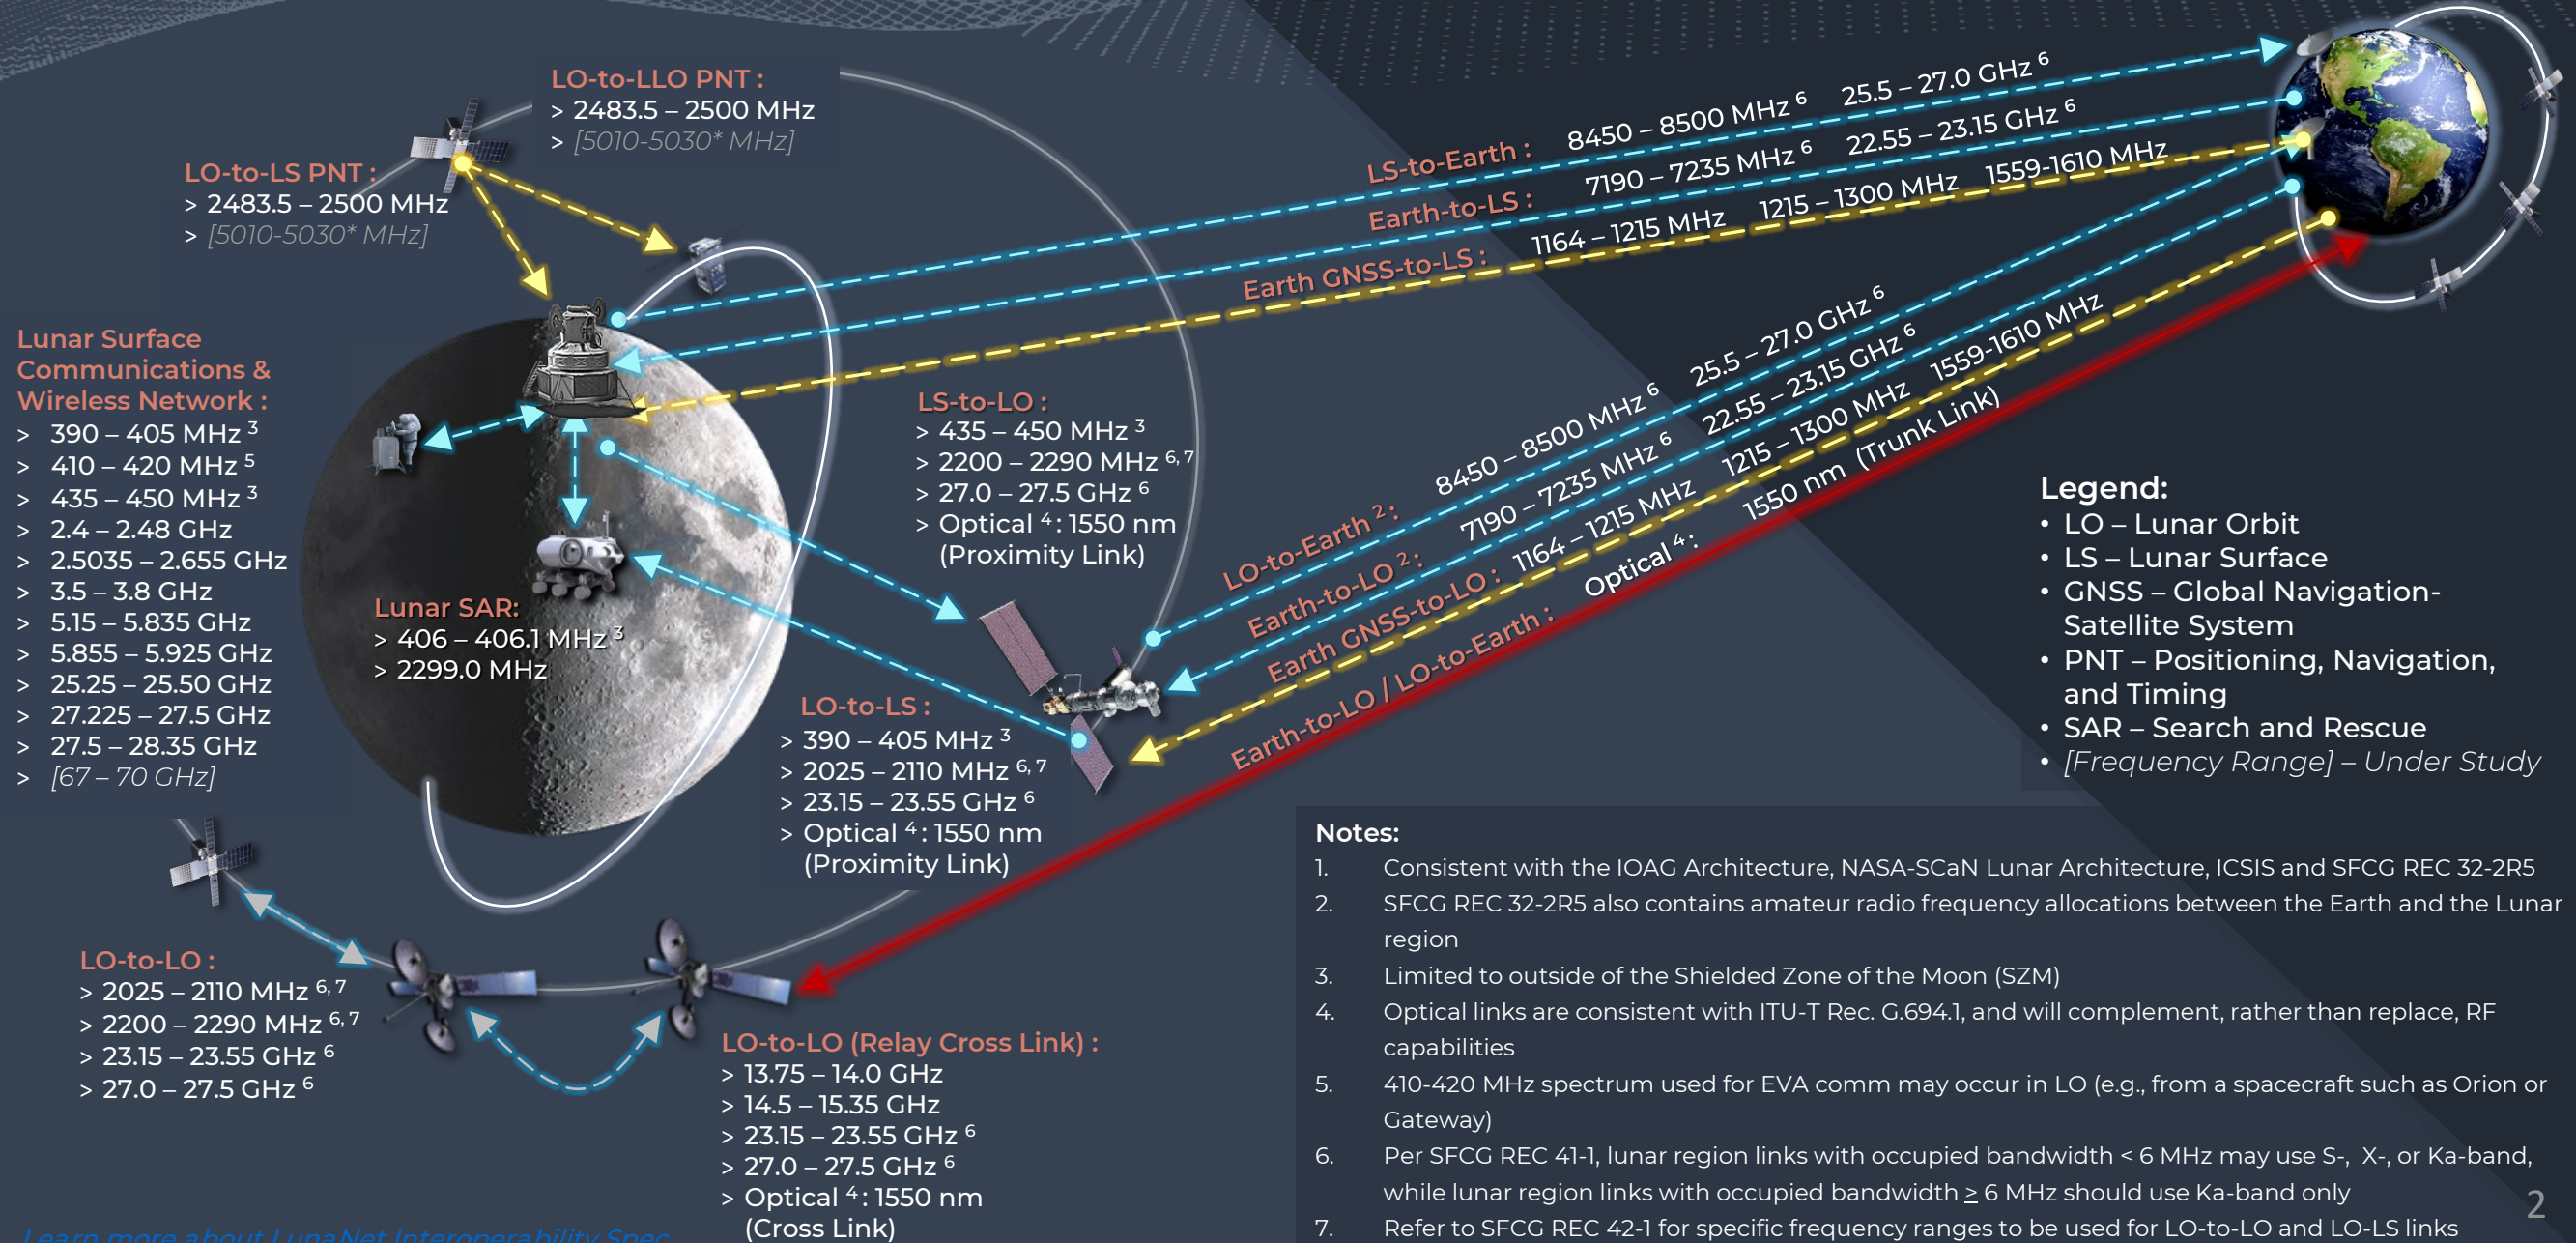 LO-to-LLO PNT :
> 2483.5 – 2500 MHz
> [5010-5030* MHz]
LO-to-LS PNT :
> 2483.5 – 2500 MHz
> [5010-5030* MHz]
Lunar Surface
Communications &
Wireless Network :
> 390 – 405 MHz 3
> 410 – 420 MHz 5
> 435 – 450 MHz 3
> 2.4 – 2.48 GHz
> 2.5035 – 2.655 GHz
> 3.5 – 3.8 GHz
> 5.15 – 5.835 GHz
> 5.855 – 5.925 GHz
> 25.25 – 25.50 GHz
> 27.225 – 27.5 GHz
> 27.5 – 28.35 GHz
> [67 – 70 GHz]
Lunar SAR:
> 406 – 406.1 MHz 3
> 2299.0 MHz
LS-to-Earth : 8450 – 8500 MHz 6 25.5 – 27.0 GHz 6
Earth-to-LS : 7190 – 7235 MHz 6 22.55 – 23.15 GHz 6
Earth GNSS-to-LS : 1164 – 1215 MHz 1215 – 1300 MHz 1559-1610 MHz
LS-to-LO :
> 435 – 450 MHz 3
> 2200 – 2290 MHz 6, 7
> 27.0 – 27.5 GHz 6
> Optical 4 : 1550 nm
(Proximity Link)
LO-to-Earth 2 : 8450 – 8500 MHz 6 25.5 – 27.0 GHz 6
Earth-to-LO 2 : 7190 – 7235 MHz 6 22.55 – 23.15 GHz 6
Earth GNSS-to-LO : 1164 – 1215 MHz 1215 – 1300 MHz 1559-1610 MHz
Earth-to-LO / LO-to-Earth : Optical 4 : 1550 nm (Trunk Link)
LO-to-LS :
> 390 – 405 MHz 3
> 2025 – 2110 MHz 6, 7
> 23.15 – 23.55 GHz 6
> Optical 4 : 1550 nm
(Proximity Link)
LO-to-LO :
> 2025 – 2110 MHz 6, 7
> 2200 – 2290 MHz 6, 7
> 23.15 – 23.55 GHz 6
> 27.0 – 27.5 GHz 6
LO-to-LO (Relay Cross Link) :
> 13.75 – 14.0 GHz
> 14.5 – 15.35 GHz
> 23.15 – 23.55 GHz 6
> 27.0 – 27.5 GHz 6
> Optical 4 : 1550 nm
(Cross Link)
Legend:
• LO – Lunar Orbit
• LS – Lunar Surface
• GNSS – Global Navigation-
Satellite System
• PNT – Positioning, Navigation,
and Timing
• SAR – Search and Rescue
• [Frequency Range] – Under Study
Notes:
1. Consistent with the IOAG Architecture, NASA-SCaN Lunar Architecture, ICSIS and SFCG REC 32-2R5
2. SFCG REC 32-2R5 also contains amateur radio frequency allocations between the Earth and the Lunar
region
3. Limited to outside of the Shielded Zone of the Moon (SZM)
4. Optical links are consistent with ITU-T Rec. G.694.1, and will complement, rather than replace, RF
capabilities
5. 410-420 MHz spectrum used for EVA comm may occur in LO (e.g., from a spacecraft such as Orion or
Gateway)
6. Per SFCG REC 41-1, lunar region links with occupied bandwidth < 6 MHz may use S-, X-, or Ka-band,
while lunar region links with occupied bandwidth ≥ 6 MHz should use Ka-band only
7. Refer to SFCG REC 42-1 for specific frequency ranges to be used for LO-to-LO and LO-LS links
2
Learn more about LunaNet Interoperability Spec